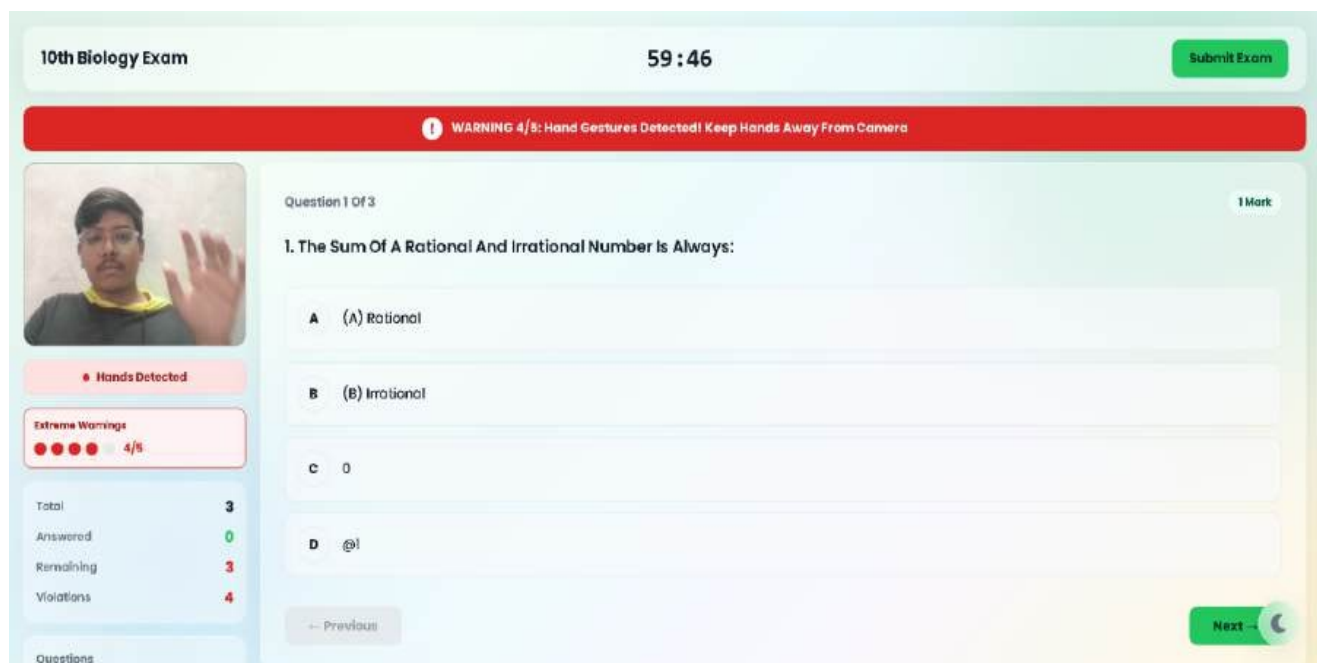 10th Biology Exam
59:46
Submit Exam
! WARNING 4/5: Hand Gestures Detected! Keep Hands Away From Camera
Question 1 Of 3
1 Mark
1. The Sum Of A Rational And Irrational Number Is Always:
A (A) Rational
B (B) Irrational
C 0
D @!
Hands Detected
Extreme Warnings
4/5
Total 3
Answered 0
Remaining 3
Violations 4
Questions
← Previous
Next →